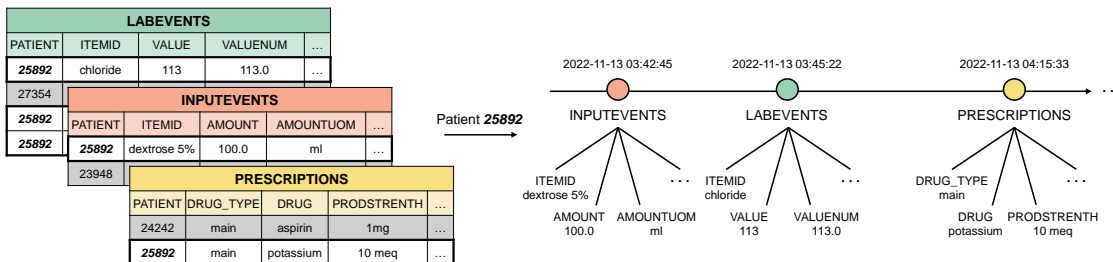 LABEVENTS
PATIENT ITEMID VALUE VALUENUM ...
25892 chloride 113 113.0 ...
27354
25892
25892
INPUTEVENTS
PATIENT ITEMID AMOUNT AMOUNTUOM ...
25892 dextrose 5% 100.0 ml ...
23948
PRESCRIPTIONS
PATIENT DRUG_TYPE DRUG PRODSTRENTH ...
24242 main aspirin 1mg ...
25892 main potassium 10 meq ...
Patient 25892
2022-11-13 03:42:45 2022-11-13 03:45:22 2022-11-13 04:15:33
...
INPUTEVENTS LABEVENTS PRESCRIPTIONS
ITEMID
dextrose 5%
AMOUNT
100.0
AMOUNTUOM
ml
...
ITEMID
chloride
VALUE
113
VALUENUM
113.0
...
DRUG_TYPE
main
DRUG
potassium
PRODSTRENTH
10 meq
...